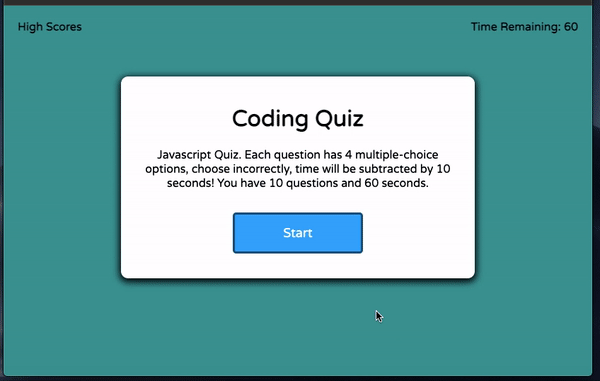 High Scores
Time Remaining: 60
Coding Quiz
Javascript Quiz. Each question has 4 multiple-choice
options, choose incorrectly, time will be subtracted by 10
seconds! You have 10 questions and 60 seconds.
Start